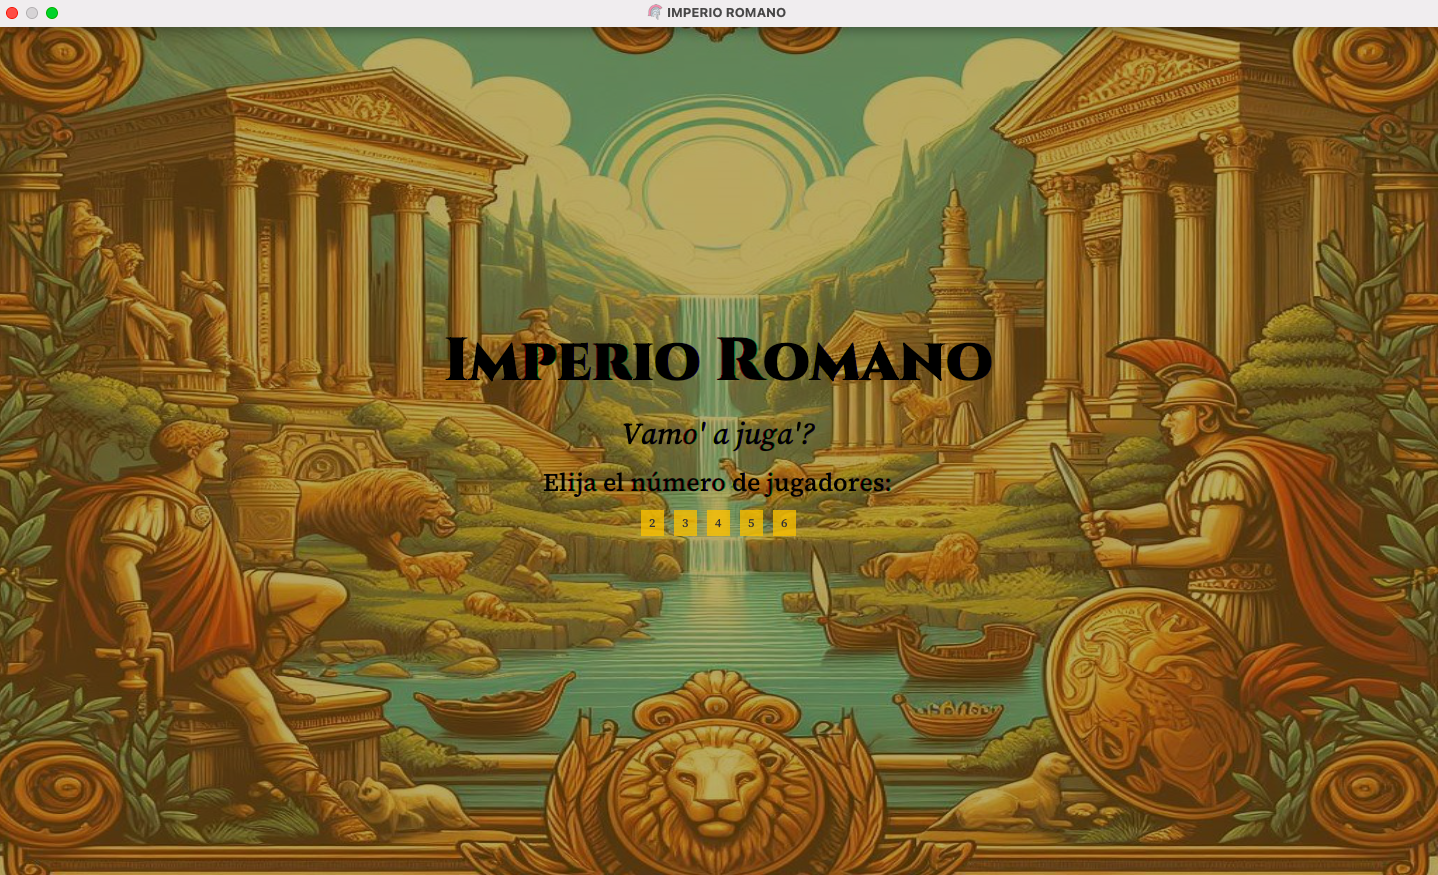 IMPERIO ROMANO
Imperio Romano
Vamo' a juga'?
Elija el número de jugadores:
2 3 4 5 6